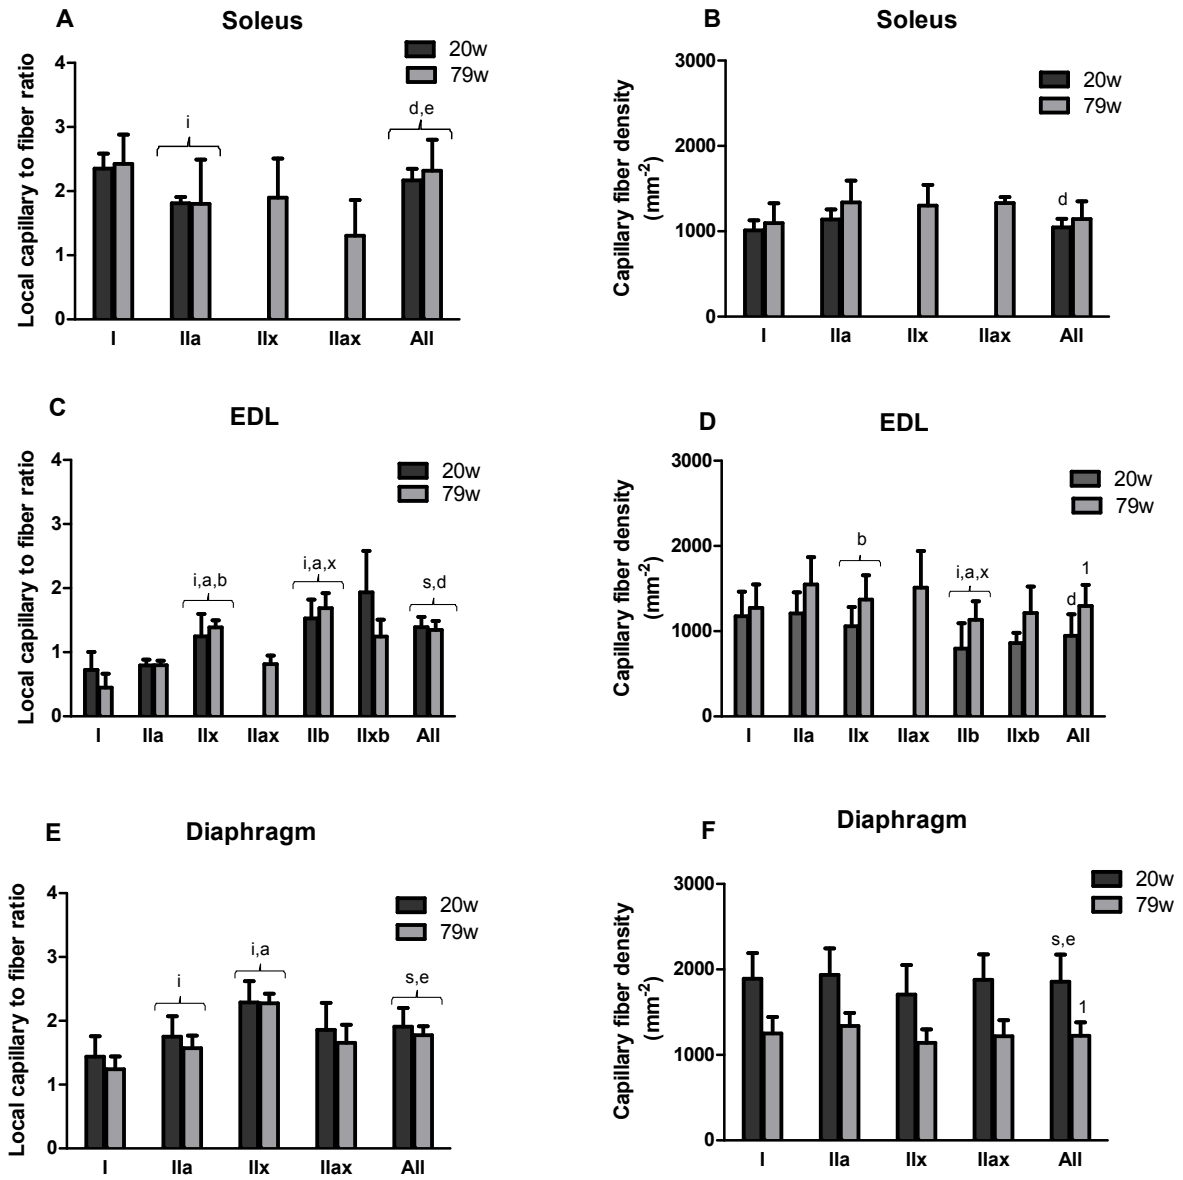 A
Soleus
20w
79w
Local capillary to fiber ratio
4
3
2
1
0
i
d,e
I IIa IIx IIax All
B
Soleus
20w
79w
Capillary fiber density
(mm-2)
3000
2000
1000
0
d
I IIa IIx IIax All
C
EDL
20w
79w
Local capillary to fiber ratio
4
3
2
1
0
i,a,b
i,a,x
s,d
I IIa IIx IIax IIb IIxb All
D
EDL
20w
79w
Capillary fiber density
(mm-2)
3000
2000
1000
0
b
i,a,x
d
1
I IIa IIx IIax IIb IIxb All
E
Diaphragm
20w
79w
Local capillary to fiber ratio
4
3
2
1
0
i
i,a
s,e
I IIa IIx IIax All
F
Diaphragm
20w
79w
Capillary fiber density
(mm-2)
3000
2000
1000
0
s,e
1
I IIa IIx IIax All